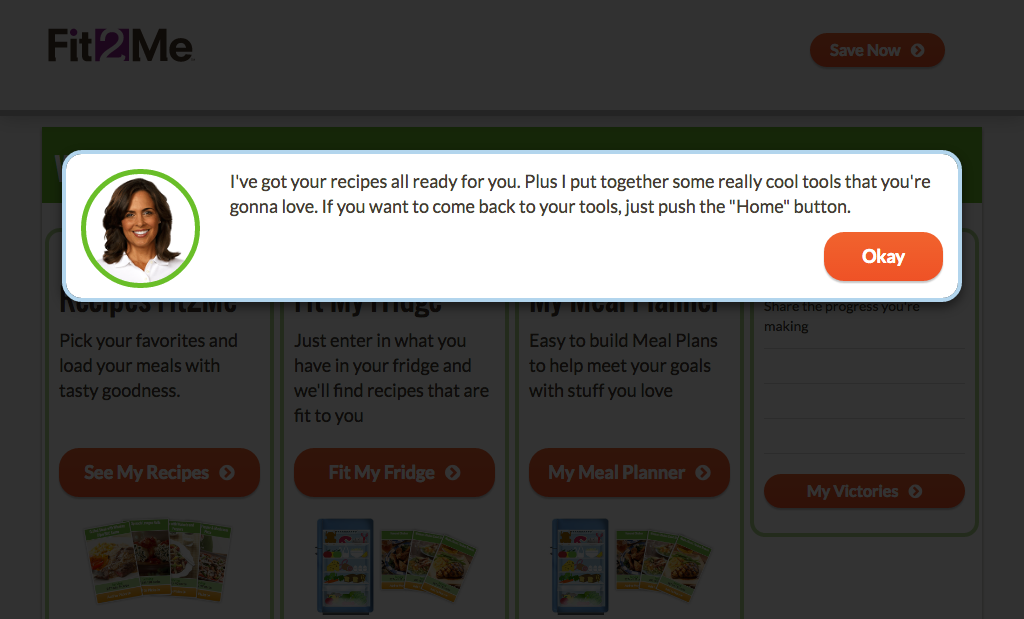 Fit2Me
Save Now
I've got your recipes all ready for you. Plus I put together some really cool tools that you're
gonna love. If you want to come back to your tools, just push the "Home" button.
Okay
Recipes Fit2Me
Pick your favorites and
load your meals with
tasty goodness.
See My Recipes
Fit My Fridge
Just enter in what you
have in your fridge and
we'll find recipes that are
fit to you
Fit My Fridge
My Meal Planner
Easy to build Meal Plans
to help meet your goals
with stuff you love
My Meal Planner
Share the progress you're
making
My Victories